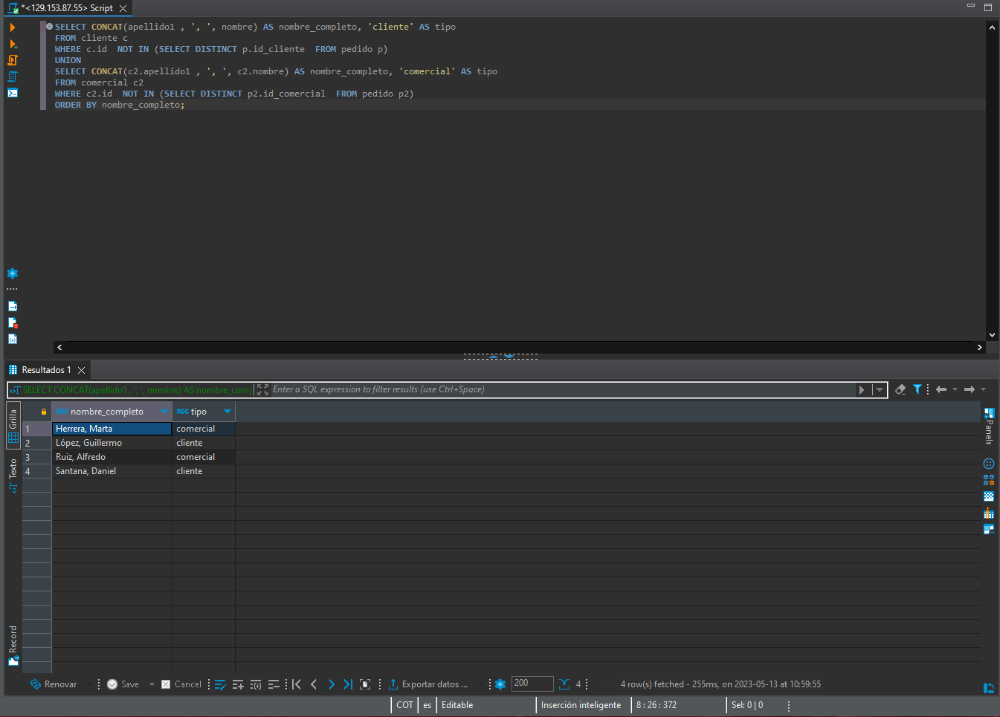 *<129.153.87.55> Script
SELECT CONCAT(apellido1 , ', ', nombre) AS nombre_completo, 'cliente' AS tipo
FROM cliente c
WHERE c.id  NOT IN (SELECT DISTINCT p.id_cliente  FROM pedido p)
UNION
SELECT CONCAT(c2.apellido1 , ', ', c2.nombre) AS nombre_completo, 'comercial' AS tipo
FROM comercial c2
WHERE c2.id  NOT IN (SELECT DISTINCT p2.id_comercial  FROM pedido p2)
ORDER BY nombre_completo;
Resultados 1
SELECT CONCAT(apellido1 , ', ', nombre) AS nombre_com Enter a SQL expression to filter results (use Ctrl+Space)
Grilla
Texto
Record
Panels
ABC nombre_completo ABC tipo
1 Herrera, Marta comercial
2 López, Guillermo cliente
3 Ruiz, Alfredo comercial
4 Santana, Daniel cliente
Renovar Save Cancel Exportar datos ... 200 4 4 row(s) fetched - 255ms, on 2023-05-13 at 10:59:55
COT es Editable Inserción inteligente 8 : 26 : 372 Sel: 0 | 0